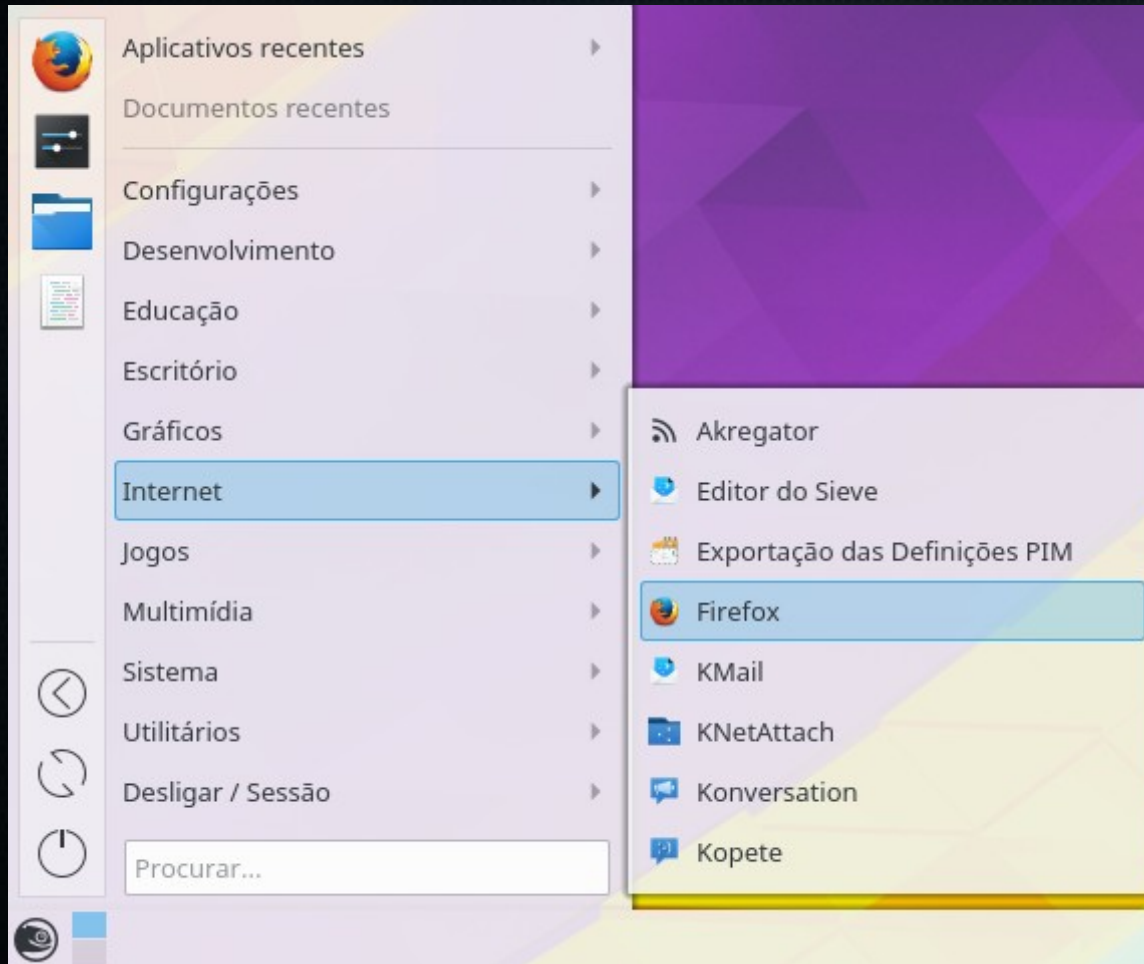 Aplicativos recentes
Documentos recentes
Configurações
Desenvolvimento
Educação
Escritório
Gráficos
Internet
Jogos
Multimídia
Sistema
Utilitários
Desligar / Sessão
Procurar...
Akregator
Editor do Sieve
Exportação das Definições PIM
Firefox
KMail
KNetAttach
Konversation
Kopete